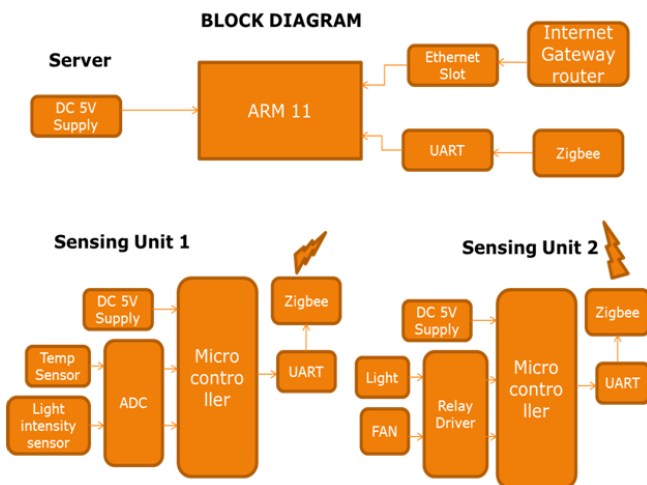 BLOCK DIAGRAM
Server
DC 5V
Supply
ARM 11
Ethernet
Slot
Internet
Gateway
router
UART
Zigbee
Sensing Unit 1
DC 5V
Supply
Temp
Sensor
Light
intensity
sensor
ADC
Micro
contro
ller
Zigbee
UART
Sensing Unit 2
DC 5V
Supply
Light
FAN
Relay
Driver
Micro
contro
ller
Zigbee
UART